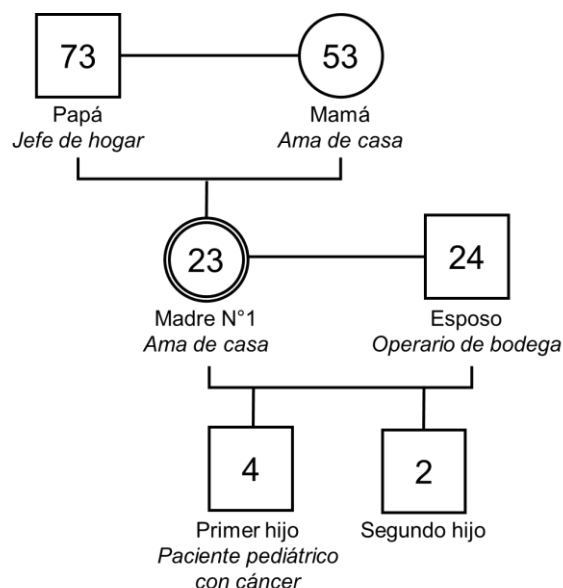 73
53
Papá
Jefe de hogar
Mamá
Ama de casa
23
24
Madre N°1
Ama de casa
Esposo
Operario de bodega
4
2
Primer hijo
Paciente pediátrico
con cáncer
Segundo hijo